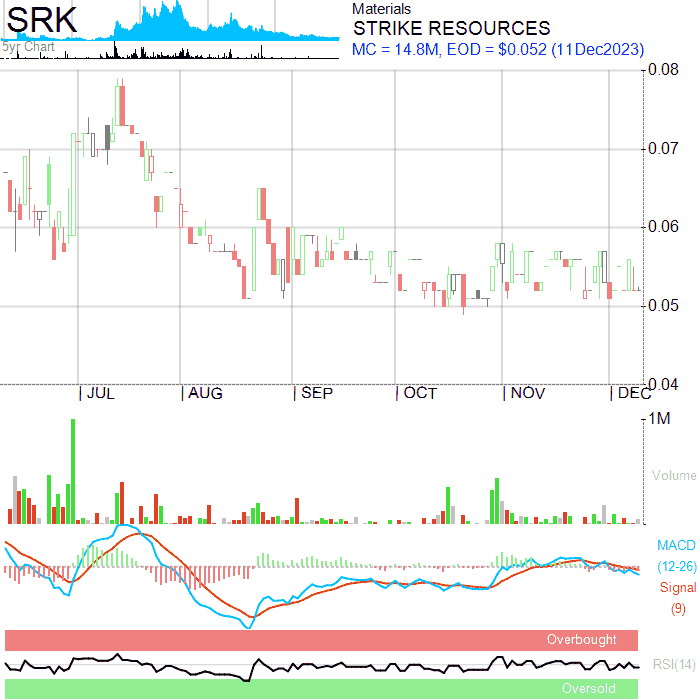 SRK
5yr Chart
Materials
STRIKE RESOURCES
MC = 14.8M, EOD = $0.052 (11Dec2023)
0.08
0.07
0.06
0.05
0.04
JUL AUG SEP OCT NOV DEC
1M
Volume
MACD
(12-26)
Signal
(9)
Overbought
RSI(14)
Oversold